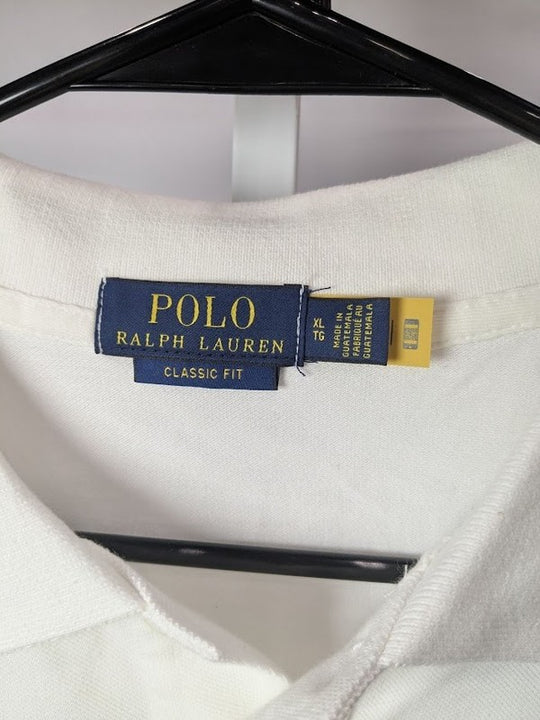 POLO
RALPH LAUREN
CLASSIC FIT
XL
TG
MADE IN
GUATEMALA
FABRIQUÉ AU
GUATEMALA